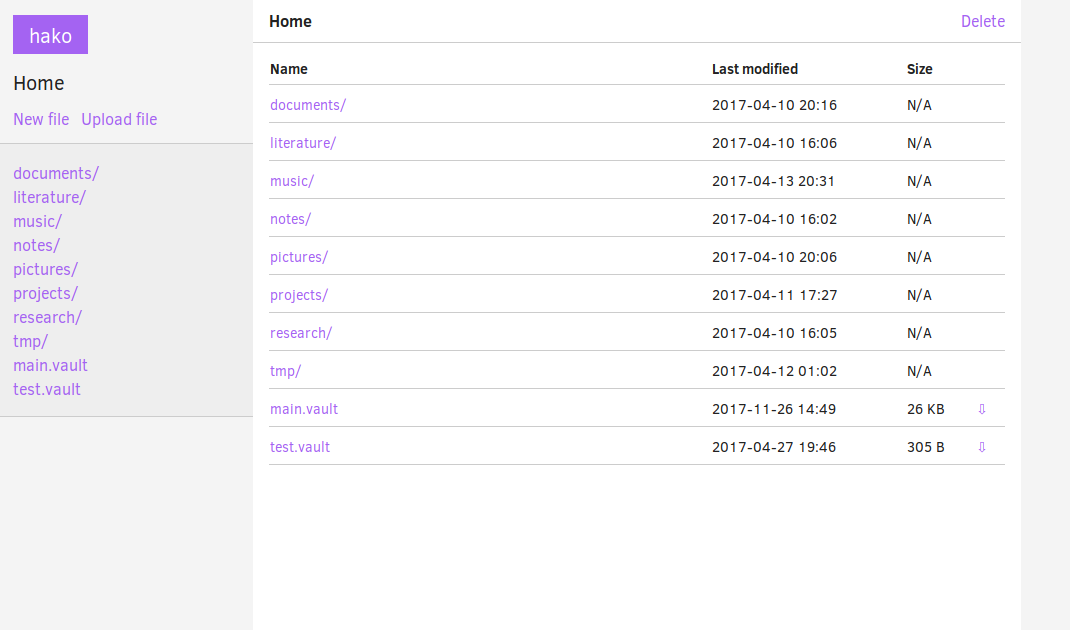 hako
Home
New file Upload file
documents/
literature/
music/
notes/
pictures/
projects/
research/
tmp/
main.vault
test.vault
Home Delete
Name Last modified Size
documents/ 2017-04-10 20:16 N/A
literature/ 2017-04-10 16:06 N/A
music/ 2017-04-13 20:31 N/A
notes/ 2017-04-10 16:02 N/A
pictures/ 2017-04-10 20:06 N/A
projects/ 2017-04-11 17:27 N/A
research/ 2017-04-10 16:05 N/A
tmp/ 2017-04-12 01:02 N/A
main.vault 2017-11-26 14:49 26 KB ⇩
test.vault 2017-04-27 19:46 305 B ⇩